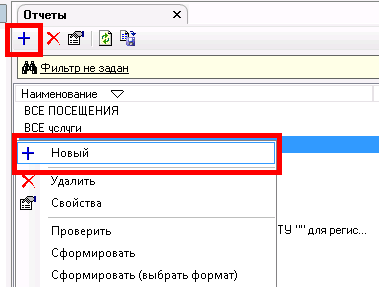 Отчеты
Фильтр не задан
Наименование
ВСЕ ПОСЕЩЕНИЯ
ВСЕ услуги
Новый
Удалить
Свойства
Проверить
ТУ "" для регис...
Сформировать
Сформировать (выбрать формат)